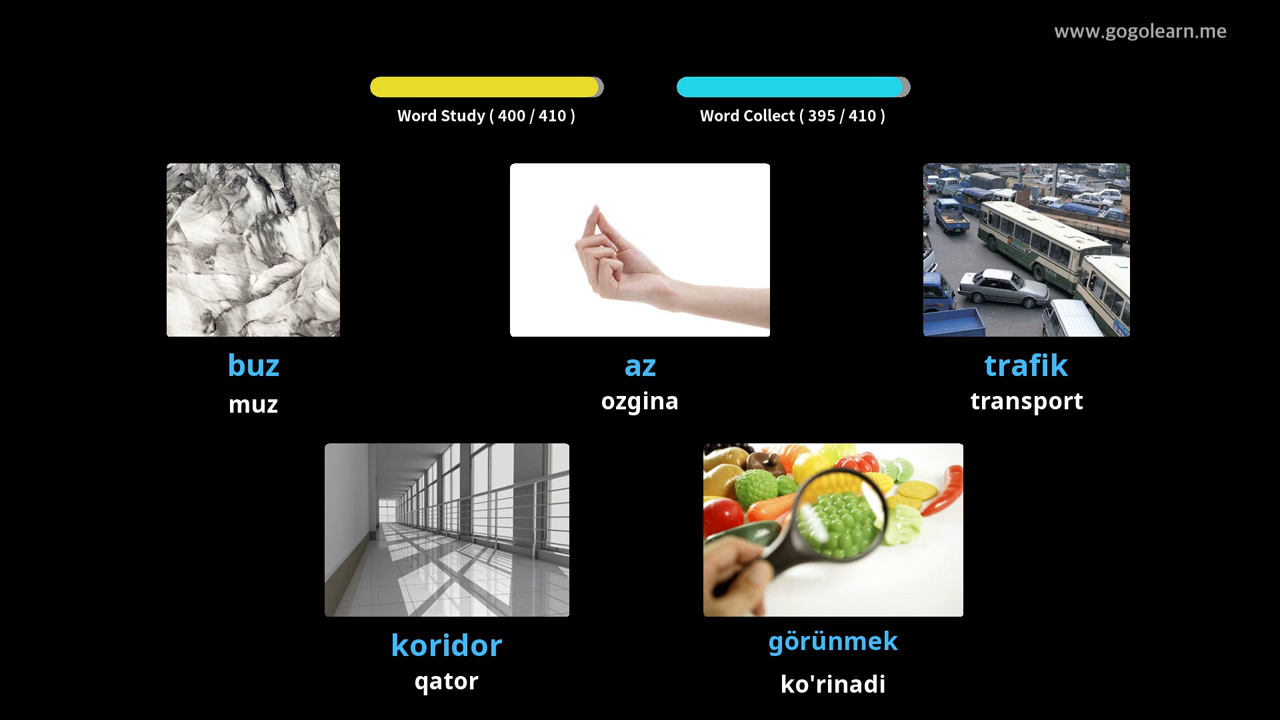 www.gogolearn.me
Word Study ( 400 / 410 )
Word Collect ( 395 / 410 )
buz
muz
az
ozgina
trafik
transport
koridor
qator
görünmek
ko'rinadi